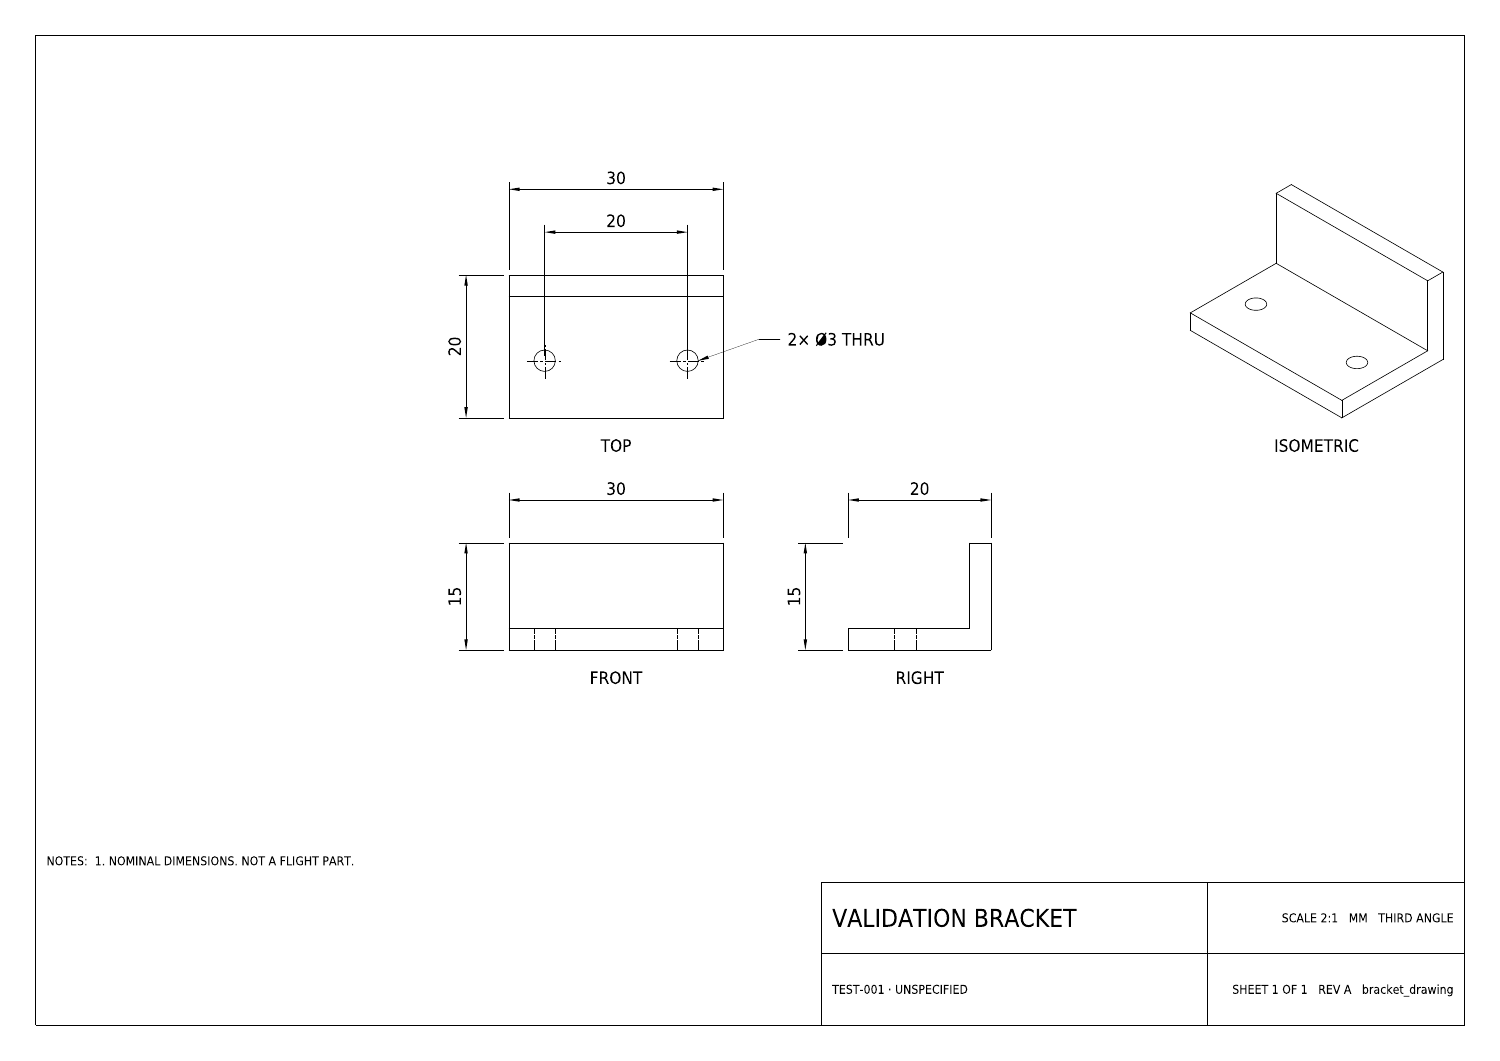 30
20
20
2× Ø3 THRU
TOP
ISOMETRIC
30
20
15
15
FRONT
RIGHT
NOTES: 1. NOMINAL DIMENSIONS. NOT A FLIGHT PART.
VALIDATION BRACKET
SCALE 2:1 MM THIRD ANGLE
TEST-001 · UNSPECIFIED
SHEET 1 OF 1 REV A bracket_drawing